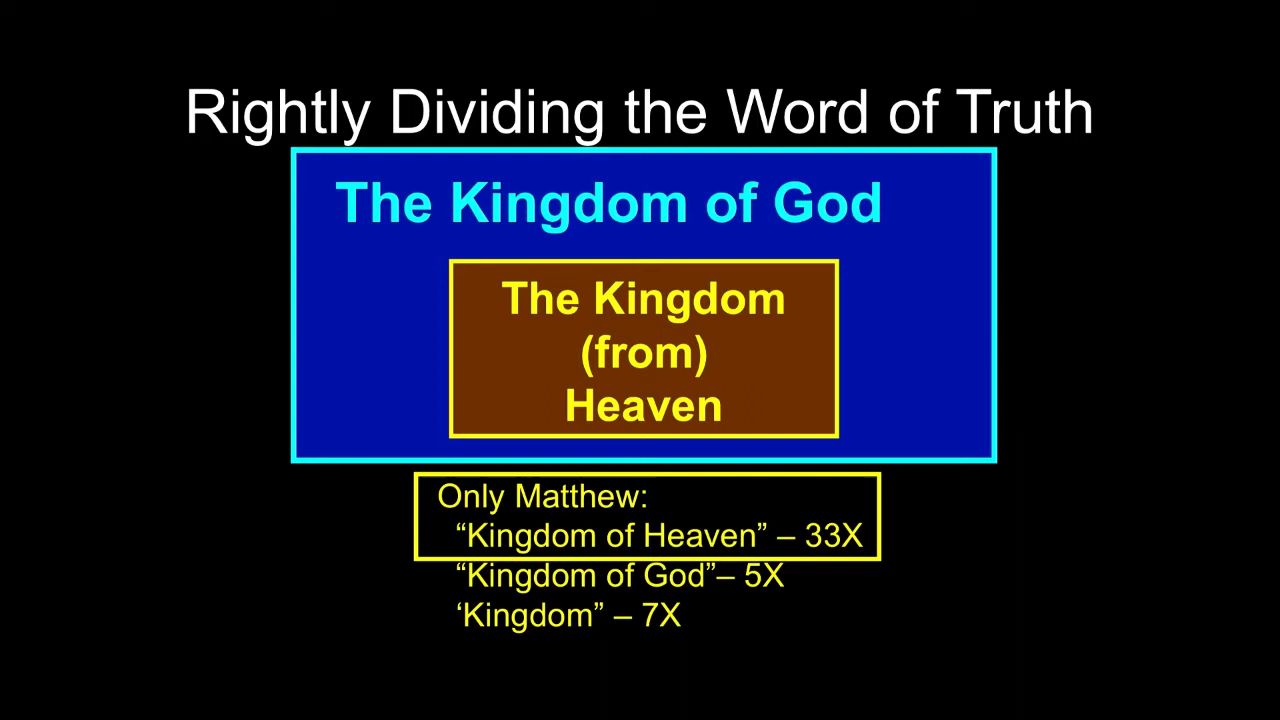 Rightly Dividing the Word of Truth
The Kingdom of God
The Kingdom
(from)
Heaven
Only Matthew:
“Kingdom of Heaven” – 33X
“Kingdom of God”– 5X
‘Kingdom” – 7X